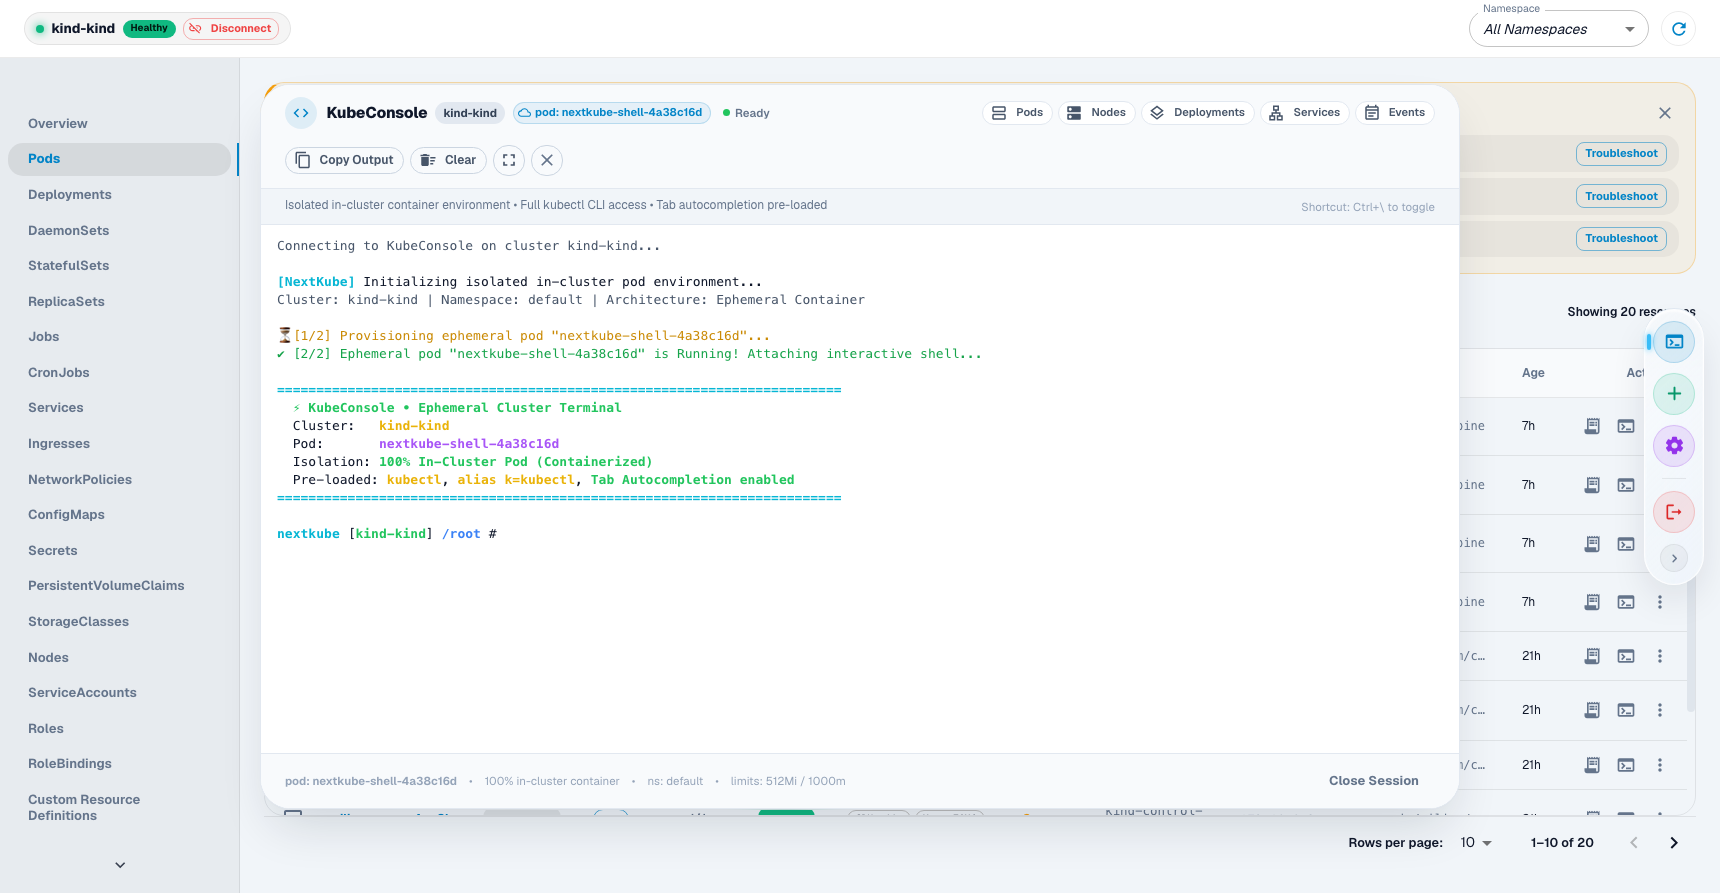 kind-kind Healthy Disconnect
Namespace
All Namespaces
Overview
Pods
Deployments
DaemonSets
StatefulSets
ReplicaSets
Jobs
CronJobs
Services
Ingresses
NetworkPolicies
ConfigMaps
Secrets
PersistentVolumeClaims
StorageClasses
Nodes
ServiceAccounts
Roles
RoleBindings
Custom Resource
Definitions
KubeConsole kind-kind pod: nextkube-shell-4a38c16d Ready
Pods Nodes Deployments Services Events
Copy Output Clear
Isolated in-cluster container environment • Full kubectl CLI access • Tab autocompletion pre-loaded
Shortcut: Ctrl+\ to toggle
Connecting to KubeConsole on cluster kind-kind...
[NextKube] Initializing isolated in-cluster pod environment...
Cluster: kind-kind | Namespace: default | Architecture: Ephemeral Container
⏳[1/2] Provisioning ephemeral pod "nextkube-shell-4a38c16d"...
✔ [2/2] Ephemeral pod "nextkube-shell-4a38c16d" is Running! Attaching interactive shell...
========================================================================
⚡ KubeConsole • Ephemeral Cluster Terminal
Cluster: kind-kind
Pod: nextkube-shell-4a38c16d
Isolation: 100% In-Cluster Pod (Containerized)
Pre-loaded: kubectl, alias k=kubectl, Tab Autocompletion enabled
========================================================================
nextkube [kind-kind] /root #
pod: nextkube-shell-4a38c16d • 100% in-cluster container • ns: default • limits: 512Mi / 1000m
Close Session
Troubleshoot
Troubleshoot
Troubleshoot
Showing 20
Age
7h
7h
7h
7h
21h
21h
21h
Rows per page: 10 1–10 of 20